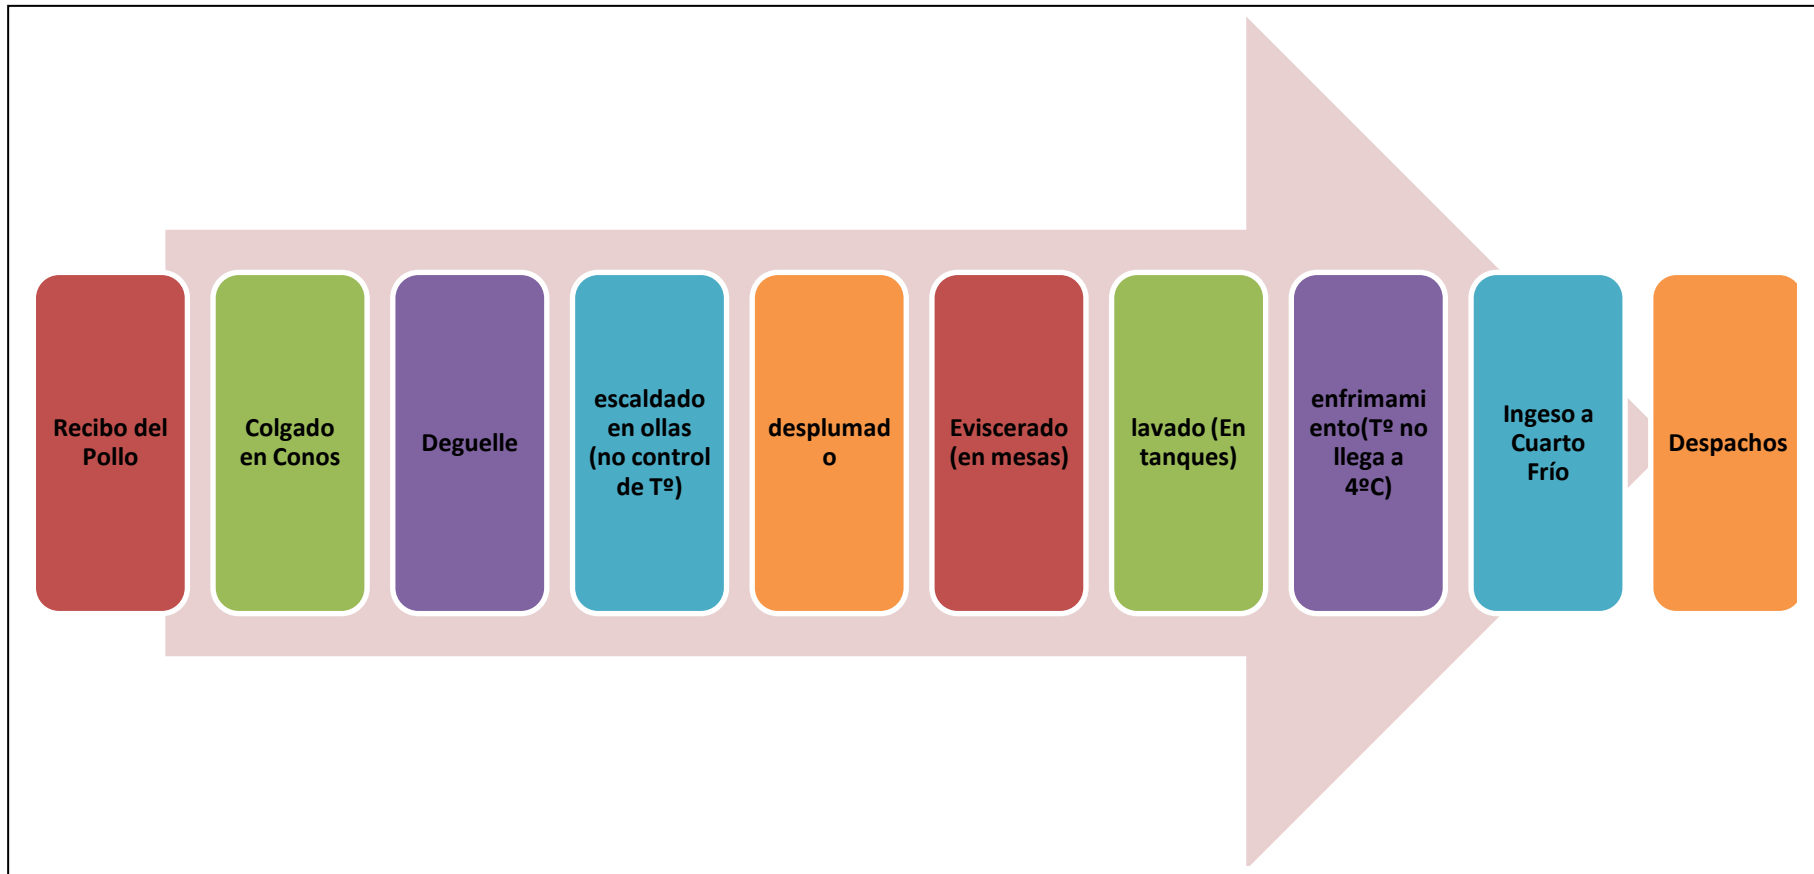 Recibo del
Pollo
Colgado
en Conos
Deguelle
escaldado
en ollas
(no control
de Tº)
desplumad
o
Eviscerado
(en mesas)
lavado (En
tanques)
enfrimami
ento(Tº no
llega a
4ºC)
Ingeso a
Cuarto
Frío
Despachos